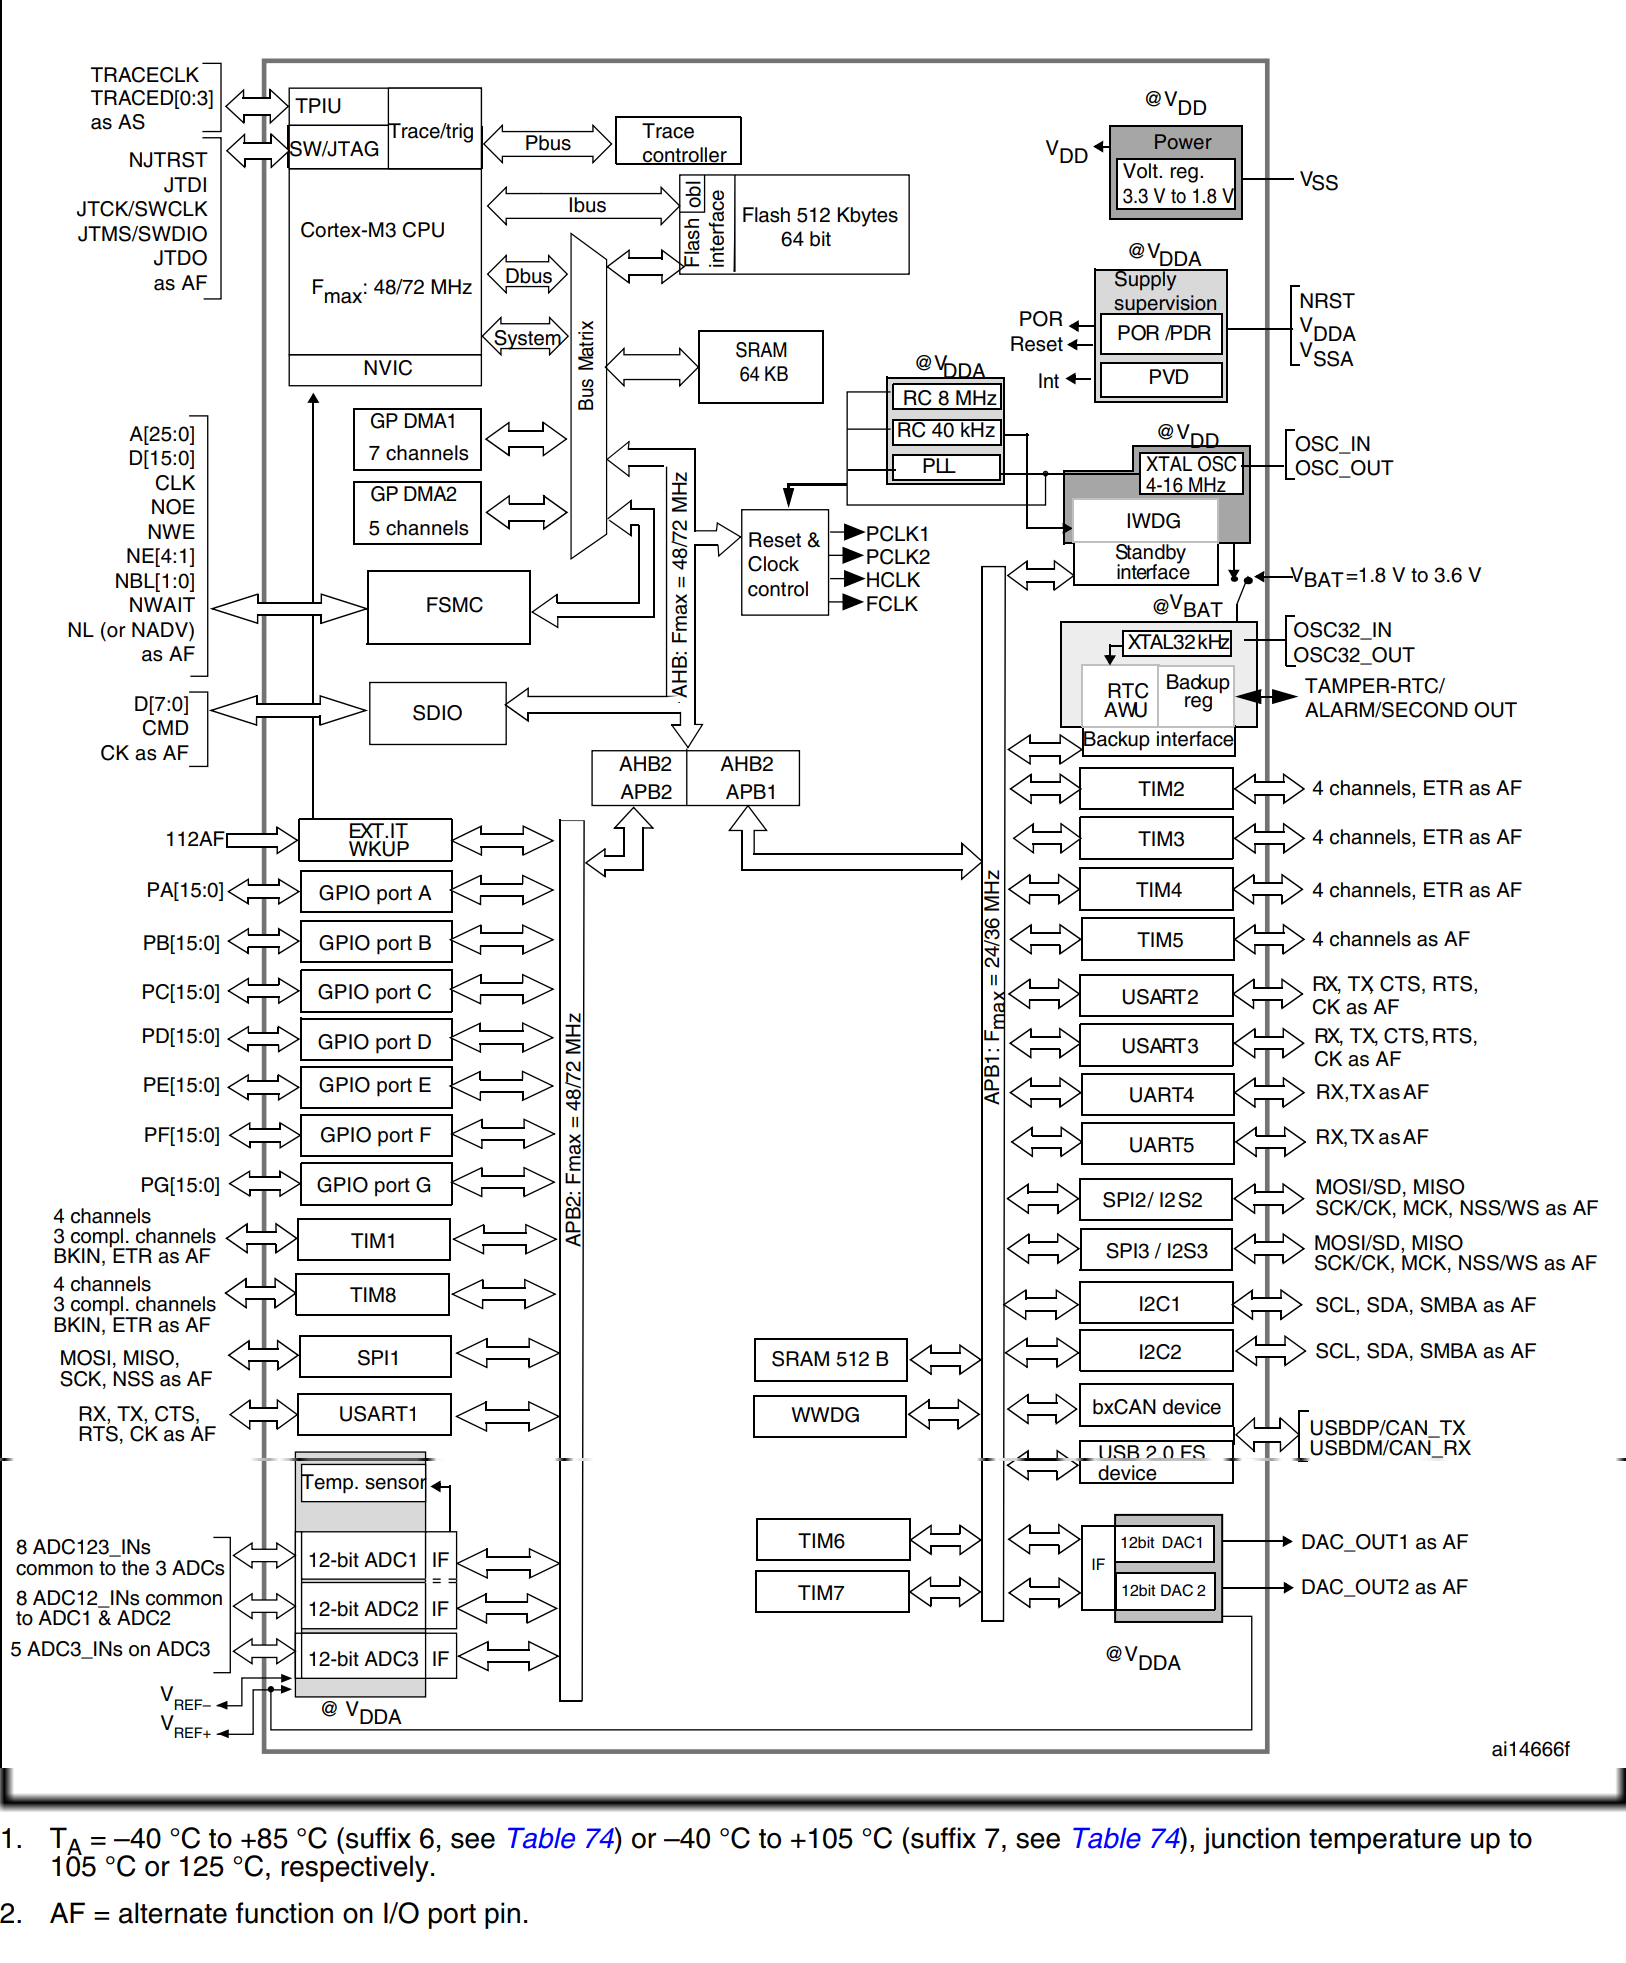 TRACECLK
TRACED[0:3]
as AS
NJTRST
JTDI
JTCK/SWCLK
JTMS/SWDIO
JTDO
as AF
TPIU
SW/JTAG
Trace/trig
Pbus
Trace
controller
Cortex-M3 CPU
Fmax: 48/72 MHz
NVIC
Ibus
Dbus
System
Bus Matrix
Flash obl
interface
Flash 512 Kbytes
64 bit
SRAM
64 KB
@VDD
Power
VDD
Volt. reg.
3.3 V to 1.8 V
VSS
@VDDA
Supply
supervision
POR
Reset
Int
POR /PDR
PVD
NRST
VDDA
VSSA
@VDDA
RC 8 MHz
RC 40 kHz
PLL
@VDD
XTAL OSC
4-16 MHz
OSC_IN
OSC_OUT
IWDG
Standby
interface
VBAT=1.8 V to 3.6 V
@VBAT
GP DMA1
7 channels
GP DMA2
5 channels
A[25:0]
D[15:0]
CLK
NOE
NWE
NE[4:1]
NBL[1:0]
NWAIT
NL (or NADV)
as AF
FSMC
D[7:0]
CMD
CK as AF
SDIO
AHB: Fmax = 48/72 MHz
Reset &
Clock
control
PCLK1
PCLK2
HCLK
FCLK
XTAL32kHz
OSC32_IN
OSC32_OUT
RTC
AWU
Backup
reg
Backup interface
TAMPER-RTC/
ALARM/SECOND OUT
AHB2
APB2
AHB2
APB1
112AF
EXT.IT
WKUP
PA[15:0]
GPIO port A
PB[15:0]
GPIO port B
PC[15:0]
GPIO port C
PD[15:0]
GPIO port D
PE[15:0]
GPIO port E
PF[15:0]
GPIO port F
PG[15:0]
GPIO port G
4 channels
3 compl. channels
BKIN, ETR as AF
TIM1
4 channels
3 compl. channels
BKIN, ETR as AF
TIM8
MOSI, MISO,
SCK, NSS as AF
SPI1
RX, TX, CTS,
RTS, CK as AF
USART1
APB2: Fmax = 48/72 MHz
Temp. sensor
8 ADC123_INs
common to the 3 ADCs
12-bit ADC1 IF
8 ADC12_INs common
to ADC1 & ADC2
12-bit ADC2 IF
5 ADC3_INs on ADC3
12-bit ADC3 IF
VREF–
VREF+
@ VDDA
APB1: Fmax = 24/36 MHz
TIM2
4 channels, ETR as AF
TIM3
4 channels, ETR as AF
TIM4
4 channels, ETR as AF
TIM5
4 channels as AF
USART2
RX, TX, CTS, RTS,
CK as AF
USART3
RX, TX, CTS, RTS,
CK as AF
UART4
RX,TX as AF
UART5
RX,TX as AF
SPI2/ I2S2
MOSI/SD, MISO
SCK/CK, MCK, NSS/WS as AF
SPI3 / I2S3
MOSI/SD, MISO
SCK/CK, MCK, NSS/WS as AF
I2C1
SCL, SDA, SMBA as AF
I2C2
SCL, SDA, SMBA as AF
SRAM 512 B
WWDG
bxCAN device
USB 2.0 FS
device
USBDP/CAN_TX
USBDM/CAN_RX
TIM6
TIM7
IF
12bit DAC1
12bit DAC 2
DAC_OUT1 as AF
DAC_OUT2 as AF
@VDDA
ai14666f
1. TA = –40 °C to +85 °C (suffix 6, see Table 74) or –40 °C to +105 °C (suffix 7, see Table 74), junction temperature up to
105 °C or 125 °C, respectively.
2. AF = alternate function on I/O port pin.